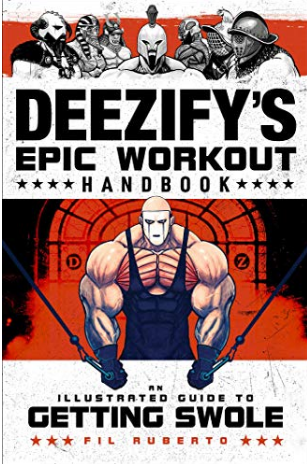 DEEZIFY'S
EPIC WORKOUT
★★★★HANDBOOK★★★★
D Z
AN
ILLUSTRATED GUIDE TO
GETTING SWOLE
★★★ FIL RUBERTO ★★★